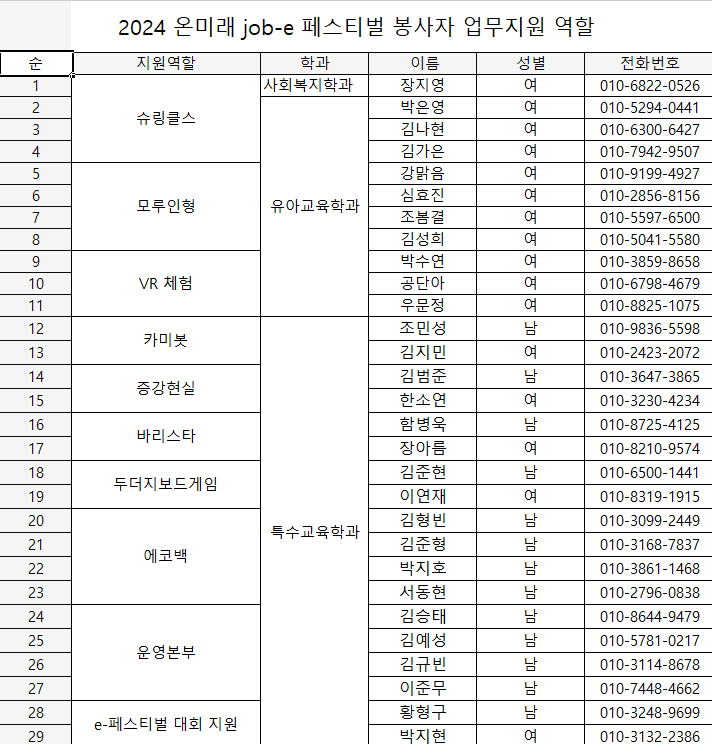 2024 온미래 job-e 페스티벌 봉사자 업무지원 역할
순 지원역할 학과 이름 성별 전화번호
1 슈링클스 사회복지학과 장지영 여 010-6822-0526
2 유아교육학과 박은영 여 010-5294-0441
3 김나현 여 010-6300-6427
4 김가은 여 010-7942-9507
5 모루인형 강맑음 여 010-9199-4927
6 심효진 여 010-2856-8156
7 조봄결 여 010-5597-6500
8 김성희 여 010-5041-5580
9 VR 체험 박수연 여 010-3859-8658
10 공단아 여 010-6798-4679
11 우문정 여 010-8825-1075
12 카미봇 특수교육학과 조민성 남 010-9836-5598
13 김지민 여 010-2423-2072
14 증강현실 김범준 남 010-3647-3865
15 한소연 여 010-3230-4234
16 바리스타 함병욱 남 010-8725-4125
17 장아름 여 010-8210-9574
18 두더지보드게임 김준현 남 010-6500-1441
19 이연재 여 010-8319-1915
20 에코백 김형빈 남 010-3099-2449
21 김준형 남 010-3168-7837
22 박지호 남 010-3861-1468
23 서동현 남 010-2796-0838
24 운영본부 김승태 남 010-8644-9479
25 김예성 남 010-5781-0217
26 김규빈 남 010-3114-8678
27 이준무 남 010-7448-4662
28 e-페스티벌 대회 지원 황형구 남 010-3248-9699
29 박지현 여 010-3132-2386